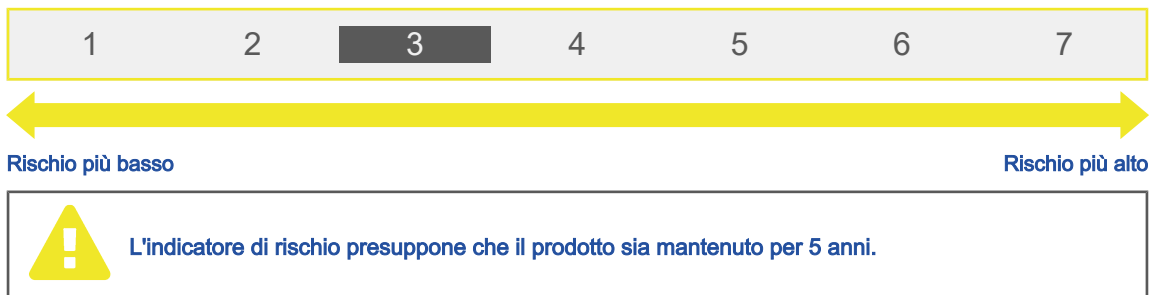 1 2 3 4 5 6 7
Rischio più basso Rischio più alto
L'indicatore di rischio presuppone che il prodotto sia mantenuto per 5 anni.